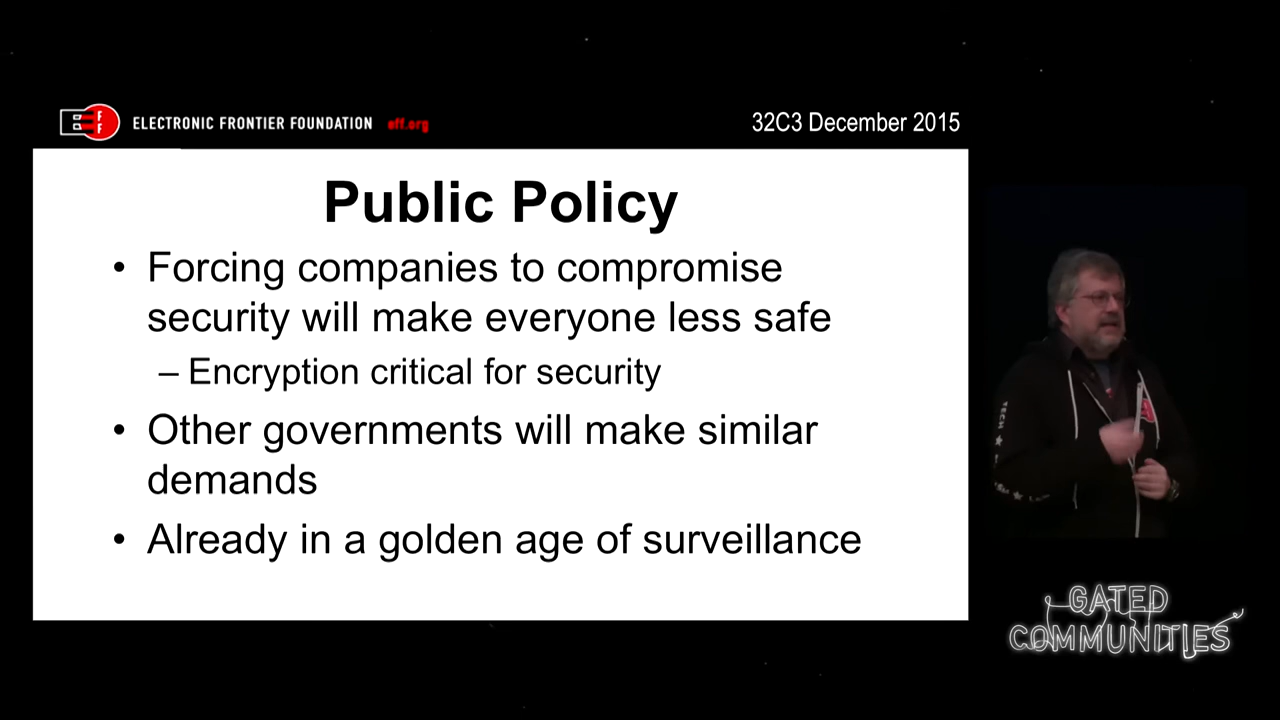 E F F ELECTRONIC FRONTIER FOUNDATION eff.org
32C3 December 2015
Public Policy
• Forcing companies to compromise
security will make everyone less safe
– Encryption critical for security
• Other governments will make similar
demands
• Already in a golden age of surveillance
TECH
GATED
COMMUNITIES